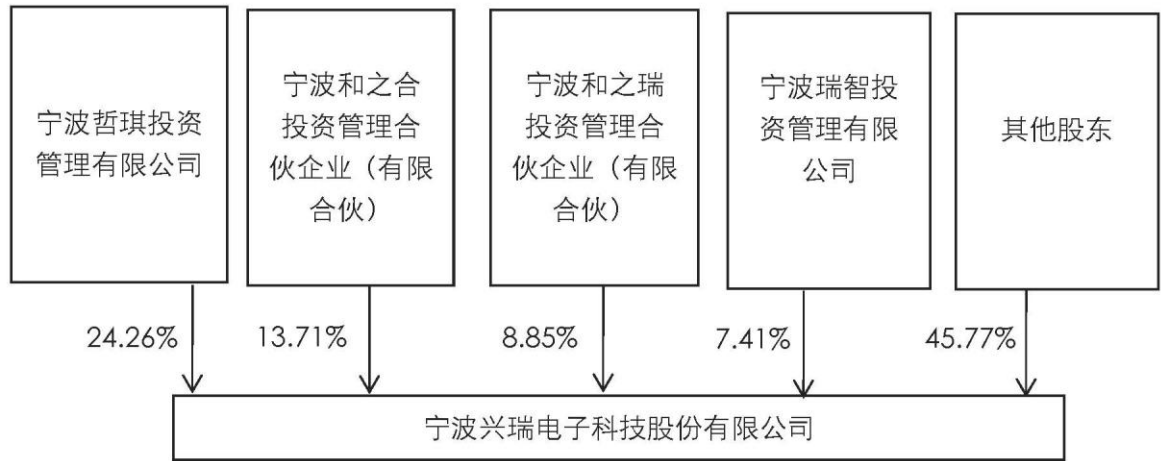 宁波哲琪投资
管理有限公司
宁波和之合
投资管理合
伙企业（有限
合伙）
宁波和之瑞
投资管理合
伙企业（有限
合伙）
宁波瑞智投
资管理有限
公司
其他股东
24.26%
13.71%
8.85%
7.41%
45.77%
宁波兴瑞电子科技股份有限公司